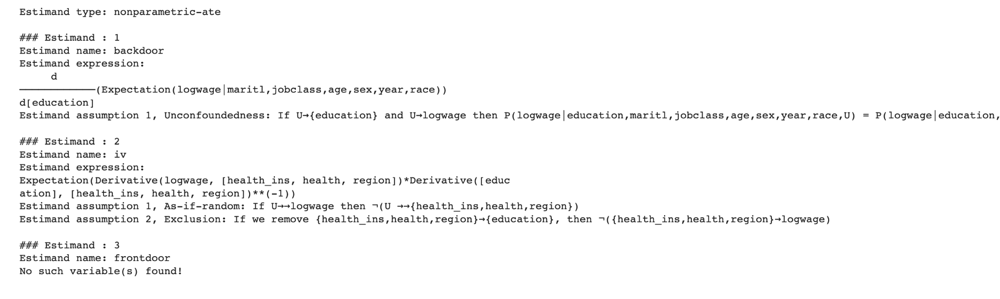 Estimand type: nonparametric-ate
### Estimand : 1
Estimand name: backdoor
Estimand expression:
d
────────────(Expectation(logwage|maritl,jobclass,age,sex,year,race))
d[education]
Estimand assumption 1, Unconfoundedness: If U→{education} and U→logwage then P(logwage|education,maritl,jobclass,age,sex,year,race,U) = P(logwage|education,
### Estimand : 2
Estimand name: iv
Estimand expression:
Expectation(Derivative(logwage, [health_ins, health, region])*Derivative([educ
ation], [health_ins, health, region])**(-1))
Estimand assumption 1, As-if-random: If U→→logwage then ¬(U →→{health_ins,health,region})
Estimand assumption 2, Exclusion: If we remove {health_ins,health,region}→{education}, then ¬({health_ins,health,region}→logwage)
### Estimand : 3
Estimand name: frontdoor
No such variable(s) found!